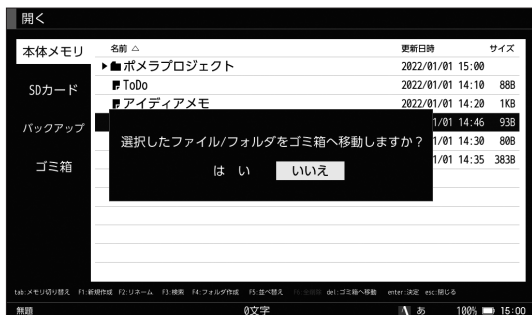 開く
本体メモリ
SDカード
バックアップ
ゴミ箱
名前 △ 更新日時 サイズ
▶ポメラプロジェクト 2022/01/01 15:00
ToDo 2022/01/01 14:10 88B
アイディアメモ 2022/01/01 14:20 1KB
1/01 14:46 93B
1/01 14:30 80B
1/01 14:35 383B
選択したファイル/フォルダをゴミ箱へ移動しますか？
はい いいえ
tab:メモリ切り替え F1:新規作成 F2:リネーム F3:検索 F4:フォルダ作成 F5:並べ替え del:ゴミ箱へ移動 enter:決定 esc:閉じる
無題 0文字 A あ 100% 15:00